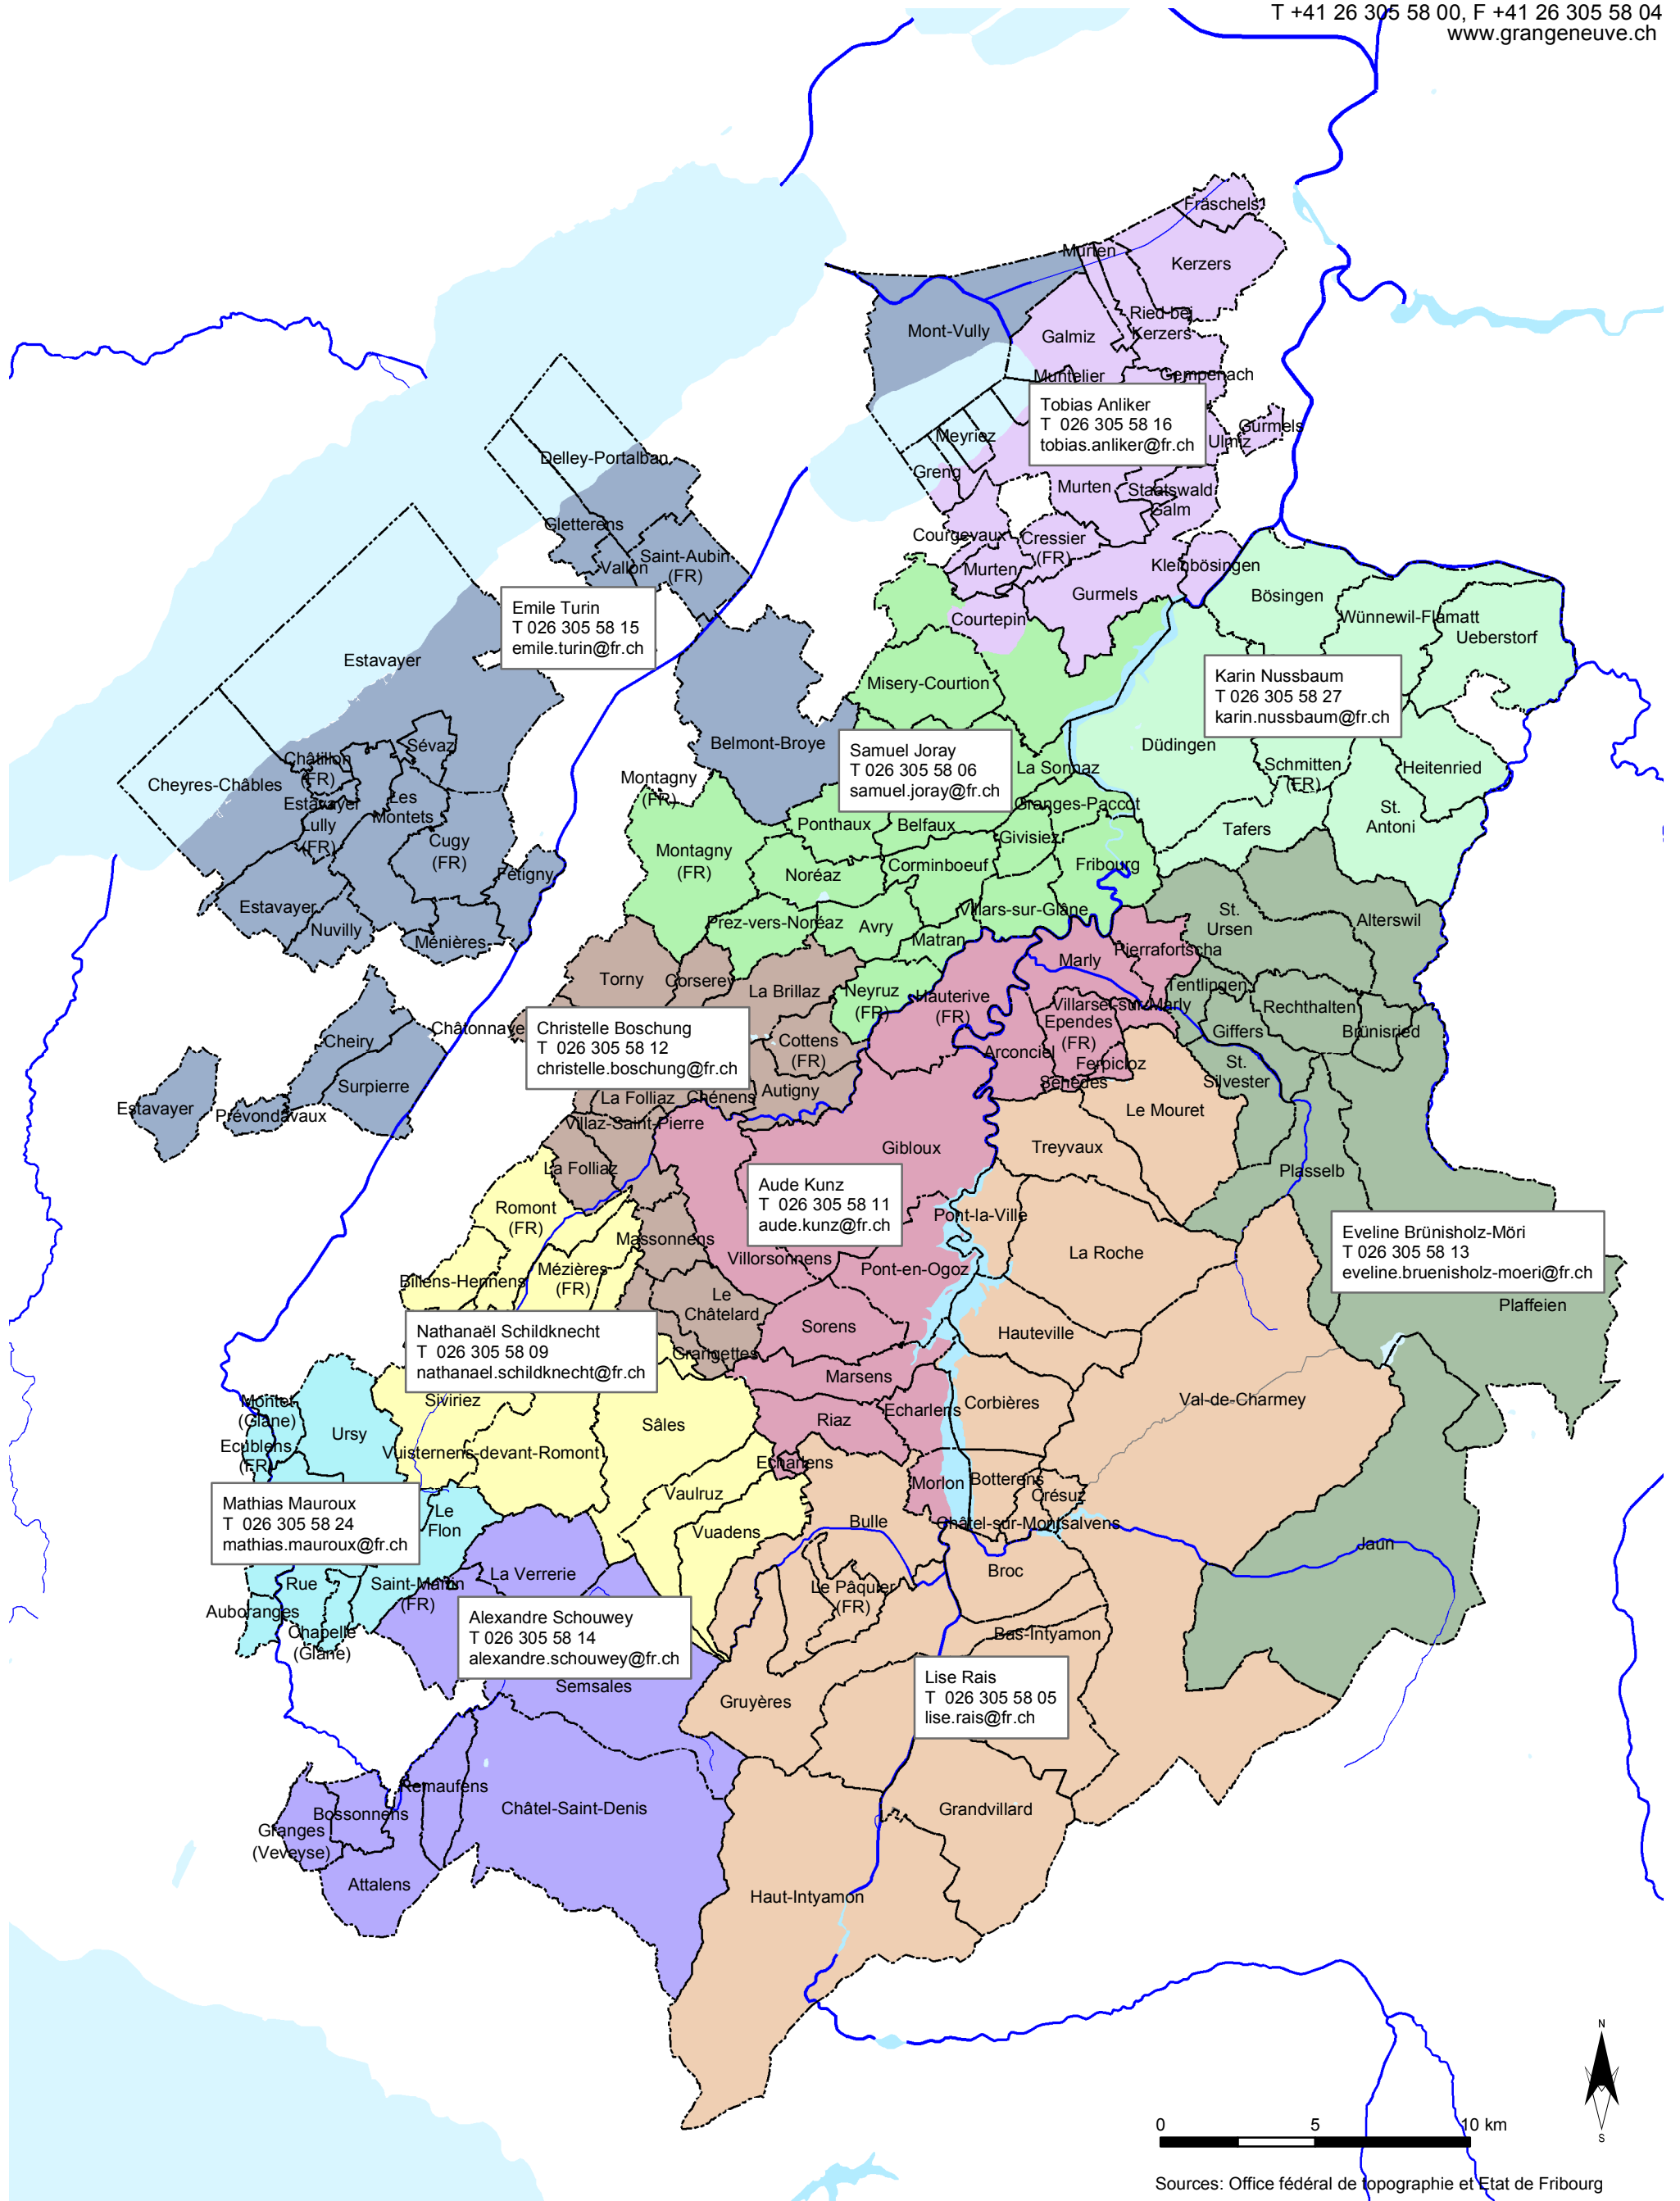 T +41 26 305 58 00, F +41 26 305 58 04
www.grangeneuve.ch
Fräschels
Murten
Kerzers
Mont-Vully
Galmiz
Ried bei
Kerzers
Muntelier
Gempenach
Tobias Anliker
T 026 305 58 16
tobias.anliker@fr.ch
Gurmels
Ulmiz
Meyriez
Greng
Delley-Portalban
Murten
Staatswald
Galm
Gletterens
Courgevaux
Cressier
(FR)
Saint-Aubin
(FR)
Vallon
Murten
Kleinbösingen
Gurmels
Bösingen
Courtepin
Wünnewil-Flamatt
Ueberstorf
Emile Turin
T 026 305 58 15
emile.turin@fr.ch
Estavayer
Misery-Courtion
Karin Nussbaum
T 026 305 58 27
karin.nussbaum@fr.ch
Belmont-Broye
Sévaz
Samuel Joray
T 026 305 58 06
samuel.joray@fr.ch
Düdingen
Châtillon
(FR)
Cheyres-Châbles
Montagny
(FR)
La Sonnaz
Schmitten
(FR)
Heitenried
Estavayer
Les
Montets
Lully
(FR)
Granges-Paccot
St.
Antoni
Ponthaux
Belfaux
Givisiez
Tafers
Cugy
(FR)
Montagny
(FR)
Noréaz
Corminboeuf
Fribourg
Fétigny
Estavayer
Nuvilly
Ménières
Prez-vers-Noréaz
Avry
Villars-sur-Glâne
Matran
St.
Ursen
Alterswil
Pierrafortscha
Marly
Torny
Corserey
La Brillaz
Neyruz
(FR)
Hauterive
(FR)
Tentlingen
Villarsel-sur-Marly
Rechthalten
Ependes
(FR)
Giffers
Brünisried
Châtonnaye
Christelle Boschung
T 026 305 58 12
christelle.boschung@fr.ch
Cottens
(FR)
Arconciel
Ferpicloz
Senèdes
St.
Silvester
Cheiry
Surpierre
Estavayer
Prévondavaux
La Folliaz
Chénens
Autigny
Le Mouret
Villaz-Saint-Pierre
Gibloux
Treyvaux
La Folliaz
Plasselb
Aude Kunz
T 026 305 58 11
aude.kunz@fr.ch
Romont
(FR)
Pont-la-Ville
Massonnens
La Roche
Eveline Brünisholz-Möri
T 026 305 58 13
eveline.bruenisholz-moeri@fr.ch
Villorsonnens
Pont-en-Ogoz
Billens-Hennens
Mézières
(FR)
Le
Châtelard
Plaffeien
Sorens
Hauteville
Nathanaël Schildknecht
T 026 305 58 09
nathanael.schildknecht@fr.ch
Grangettes
Marsens
Siviriez
Montet
(Glâne)
Ursy
Sâles
Riaz
Echarlens
Corbières
Val-de-Charmey
Ecublens
(FR)
Vuisternens-devant-Romont
Echarlens
Morlon
Botterens
Crésuz
Vaulruz
Mathias Mauroux
T 026 305 58 24
mathias.mauroux@fr.ch
Le
Flon
Vuadens
Bulle
Châtel-sur-Montsalvens
Jaun
La Verrerie
Broc
Rue
Saint-Martin
(FR)
Le Pâquier
(FR)
Auboranges
Chapelle
(Glâne)
Alexandre Schouwey
T 026 305 58 14
alexandre.schouwey@fr.ch
Bas-Intyamon
Semsales
Gruyères
Lise Rais
T 026 305 58 05
lise.rais@fr.ch
Remaufens
Bossonnens
Granges
(Veveyse)
Châtel-Saint-Denis
Grandvillard
Attalens
Haut-Intyamon
N
S
0 5 10 km
Sources: Office fédéral de topographie et Etat de Fribourg